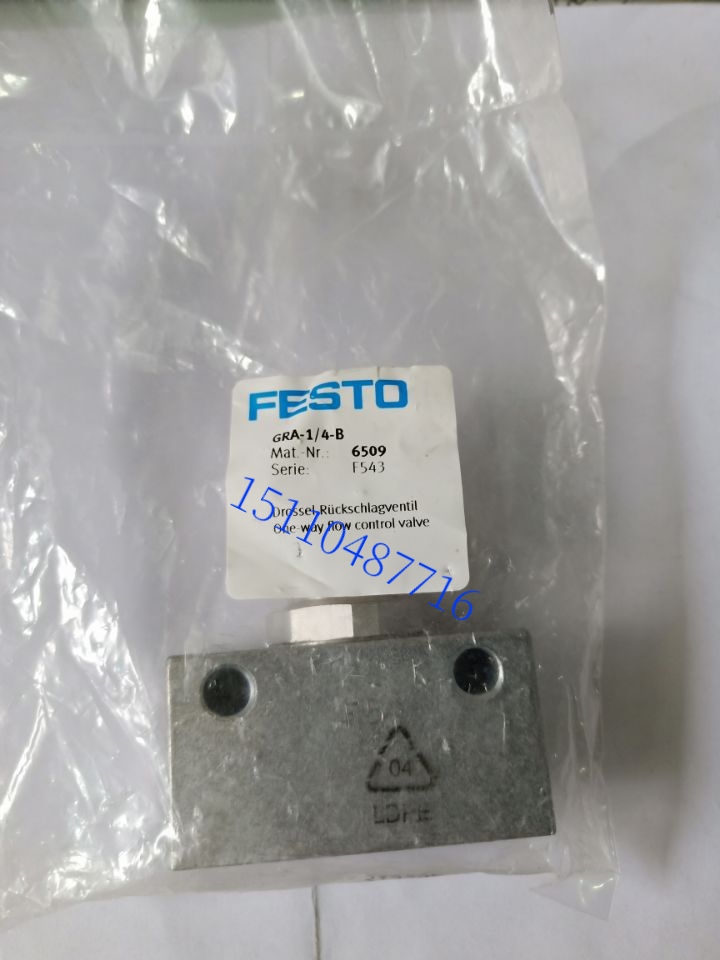 FESTO
GRA-1/4-B
Mat.-Nr.: 6509
Serie: F543
Drossel-Rückschlagventil
One-way flow control valve
15110487716
04
LDPE